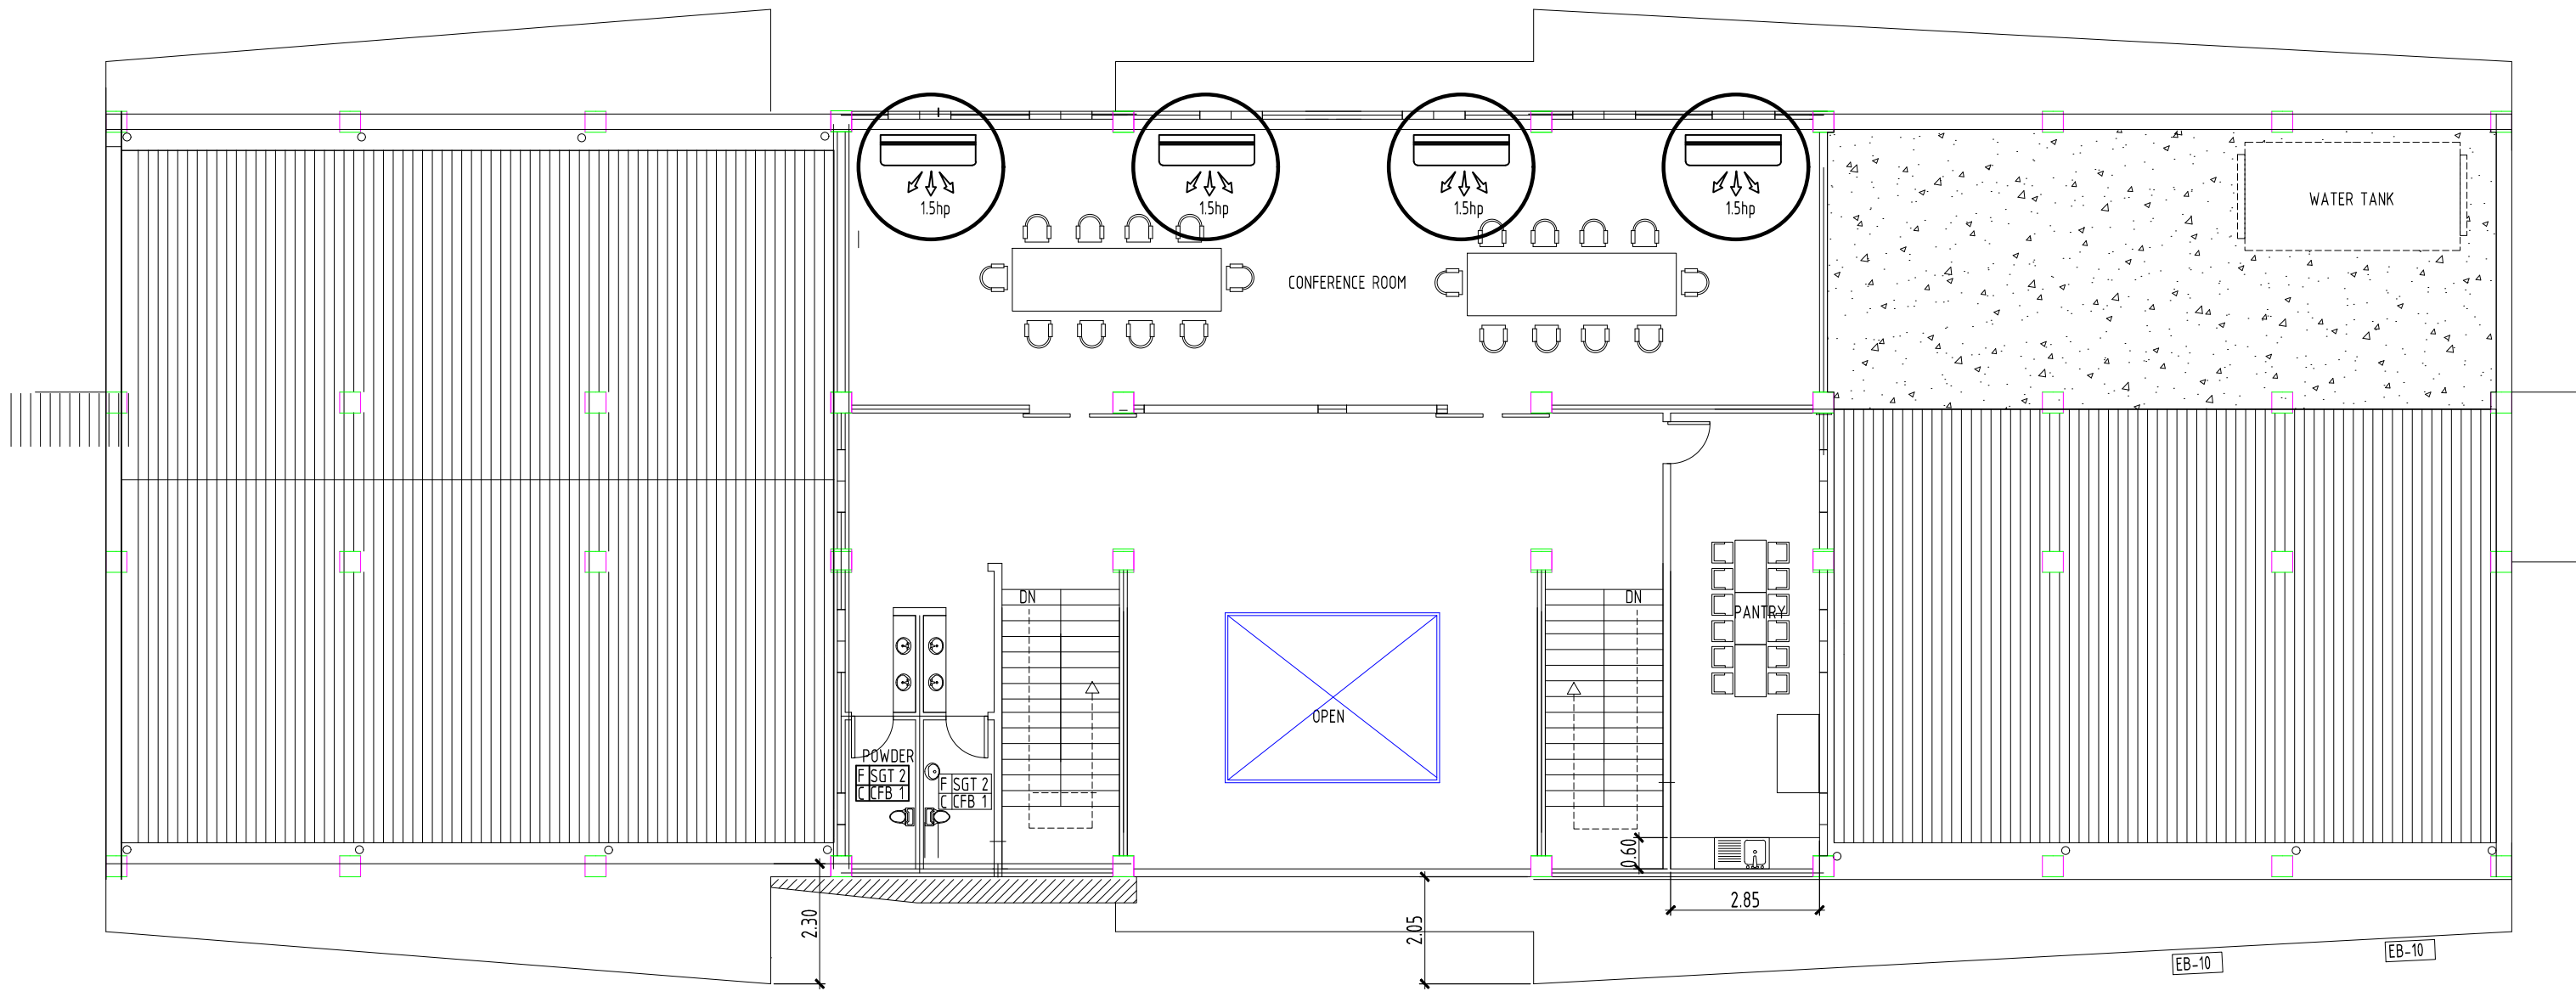 1.5hp
1.5hp
1.5hp
1.5hp
WATER TANK
CONFERENCE ROOM
DN
DN
PANTRY
OPEN
POWDER
F SGT 2
C CFB 1
F SGT 2
C CFB 1
0.60
2.85
2.30
2.05
EB-10
EB-10